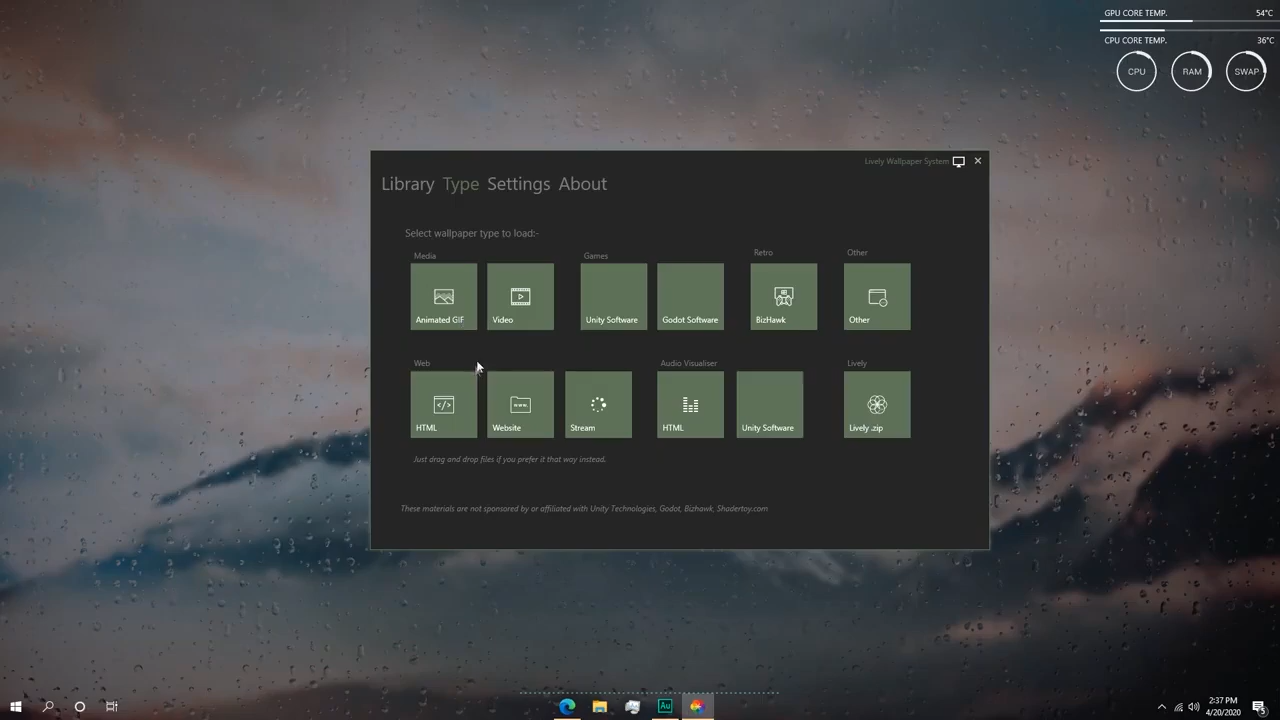 GPU CORE TEMP. 54°C
CPU CORE TEMP. 36°C
CPU RAM SWAP
Lively Wallpaper System
Library Type Settings About
Select wallpaper type to load:-
Media Games Retro Other
Animated GIF Video Unity Software Godot Software BizHawk Other
Web Audio Visualiser Lively
</>
www.
HTML Website Stream HTML Unity Software Lively .zip
Just drag and drop files if you prefer it that way instead.
These materials are not sponsored by or affiliated with Unity Technologies, Godot, Bizhawk, Shadertoy.com
Au
2:37 PM
4/20/2020